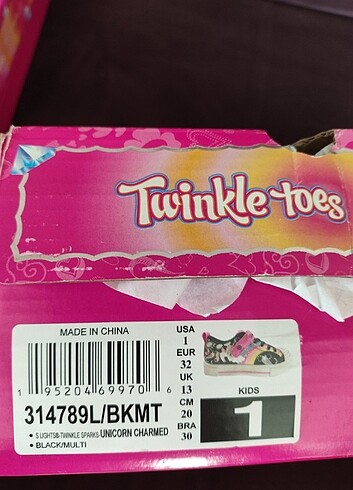 Twinkle toes
MADE IN CHINA
1 95204 69970 6
314789L/BKMT
• S LIGHTS®-TWINKLE SPARKS UNICORN CHARMED
• BLACK/MULTI
USA
1
EUR
32
UK
13
CM
20
BRA
30
KIDS
1